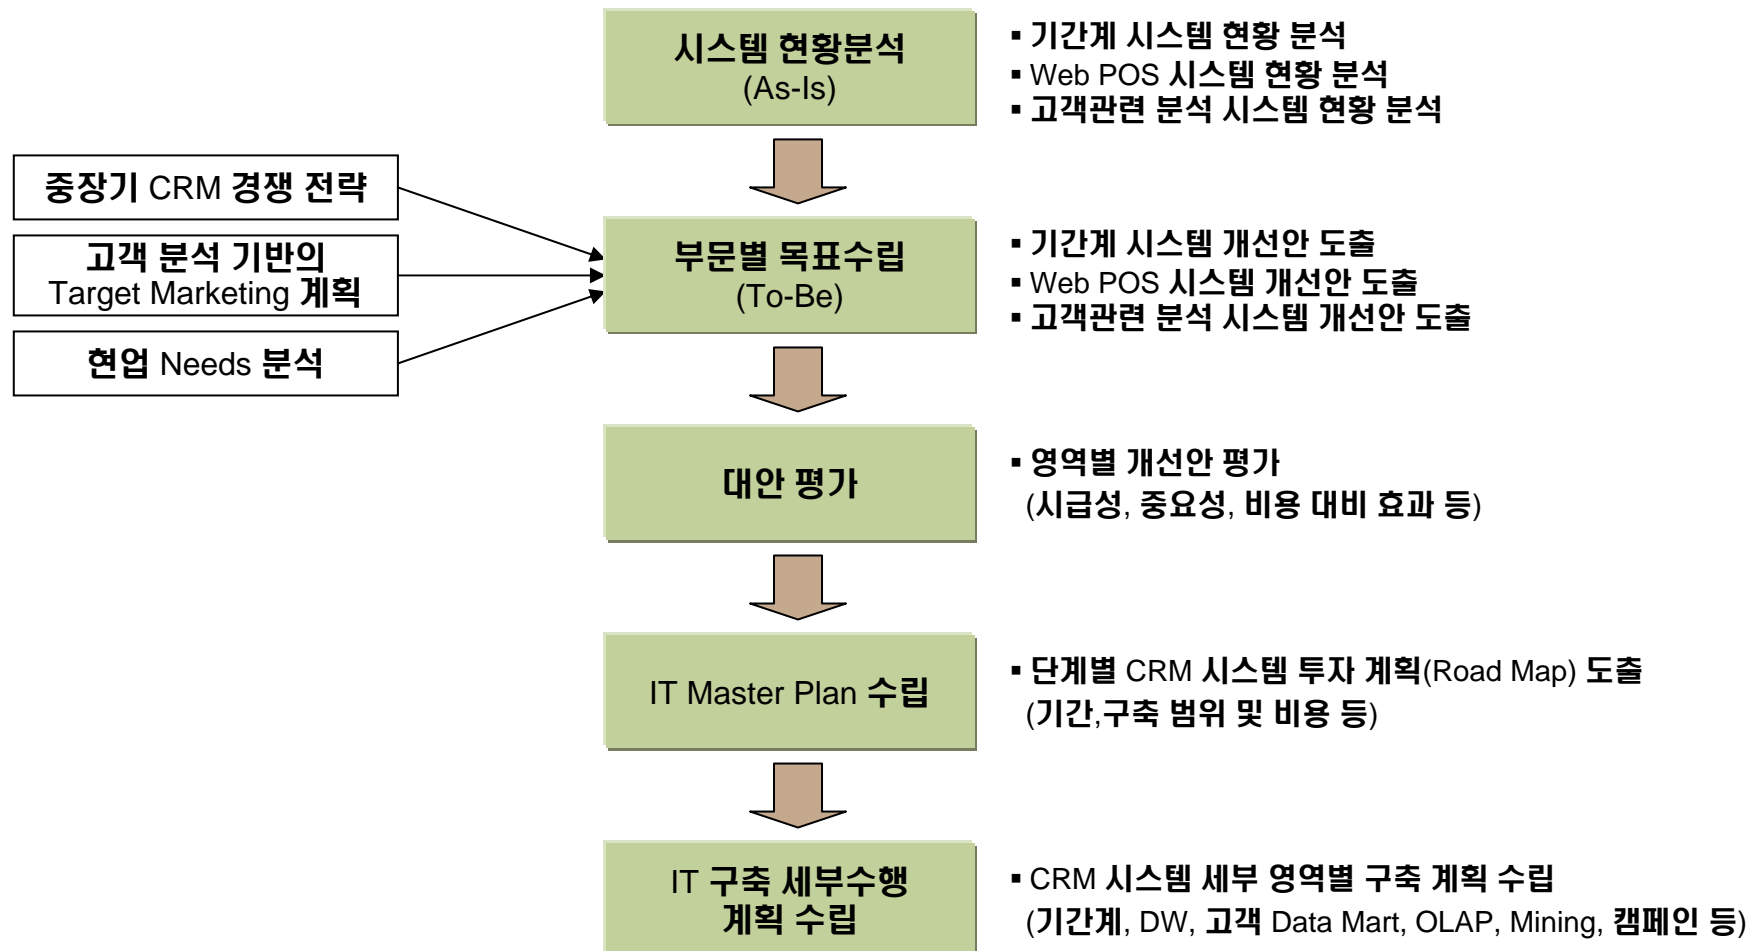 시스템 현황분석
(As-Is)
▪ 기간계 시스템 현황 분석
▪ Web POS 시스템 현황 분석
▪ 고객관련 분석 시스템 현황 분석
중장기 CRM 경쟁 전략
고객 분석 기반의
Target Marketing 계획
현업 Needs 분석
부문별 목표수립
(To-Be)
▪ 기간계 시스템 개선안 도출
▪ Web POS 시스템 개선안 도출
▪ 고객관련 분석 시스템 개선안 도출
대안 평가
▪ 영역별 개선안 평가
(시급성, 중요성, 비용 대비 효과 등)
IT Master Plan 수립
▪ 단계별 CRM 시스템 투자 계획(Road Map) 도출
(기간,구축 범위 및 비용 등)
IT 구축 세부수행
계획 수립
▪ CRM 시스템 세부 영역별 구축 계획 수립
(기간계, DW, 고객 Data Mart, OLAP, Mining, 캠페인 등)